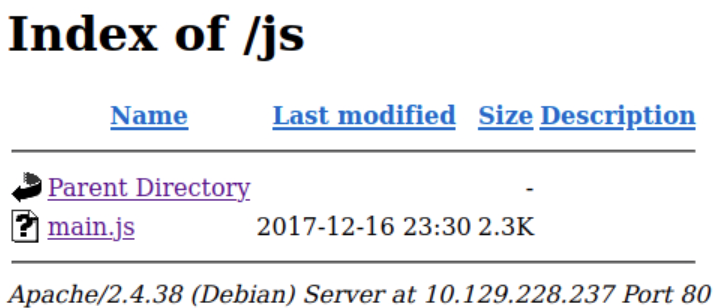 Index of /js
Name Last modified Size Description
Parent Directory -
main.js 2017-12-16 23:30 2.3K
Apache/2.4.38 (Debian) Server at 10.129.228.237 Port 80